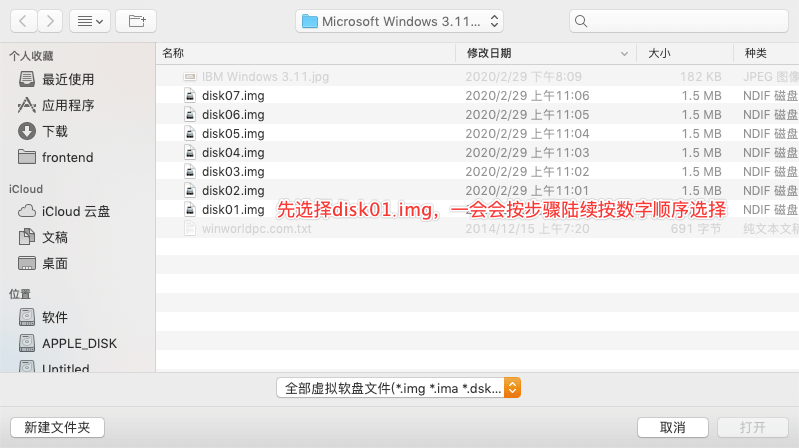 Microsoft Windows 3.11...
个人收藏
最近使用
应用程序
下载
frontend
iCloud
iCloud 云盘
文稿
桌面
位置
软件
APPLE_DISK
Untitled
名称 修改日期 大小 种类
IBM Windows 3.11.jpg 2020/2/29 下午8:09 182 KB JPEG 图像
disk07.img 2020/2/29 上午11:06 1.5 MB NDIF 磁盘
disk06.img 2020/2/29 上午11:05 1.5 MB NDIF 磁盘
disk05.img 2020/2/29 上午11:04 1.5 MB NDIF 磁盘
disk04.img 2020/2/29 上午11:03 1.5 MB NDIF 磁盘
disk03.img 2020/2/29 上午11:02 1.5 MB NDIF 磁盘
disk02.img 2020/2/29 上午11:01 1.5 MB NDIF 磁盘
disk01.img NDIF 磁盘
先选择disk01.img，一会会按步骤陆续按数字顺序选择
winworldpc.com.txt 2014/12/15 上午7:20 691 字节 纯文本文稿
全部虚拟软盘文件(*.img *.ima *.dsk...
新建文件夹 取消 打开